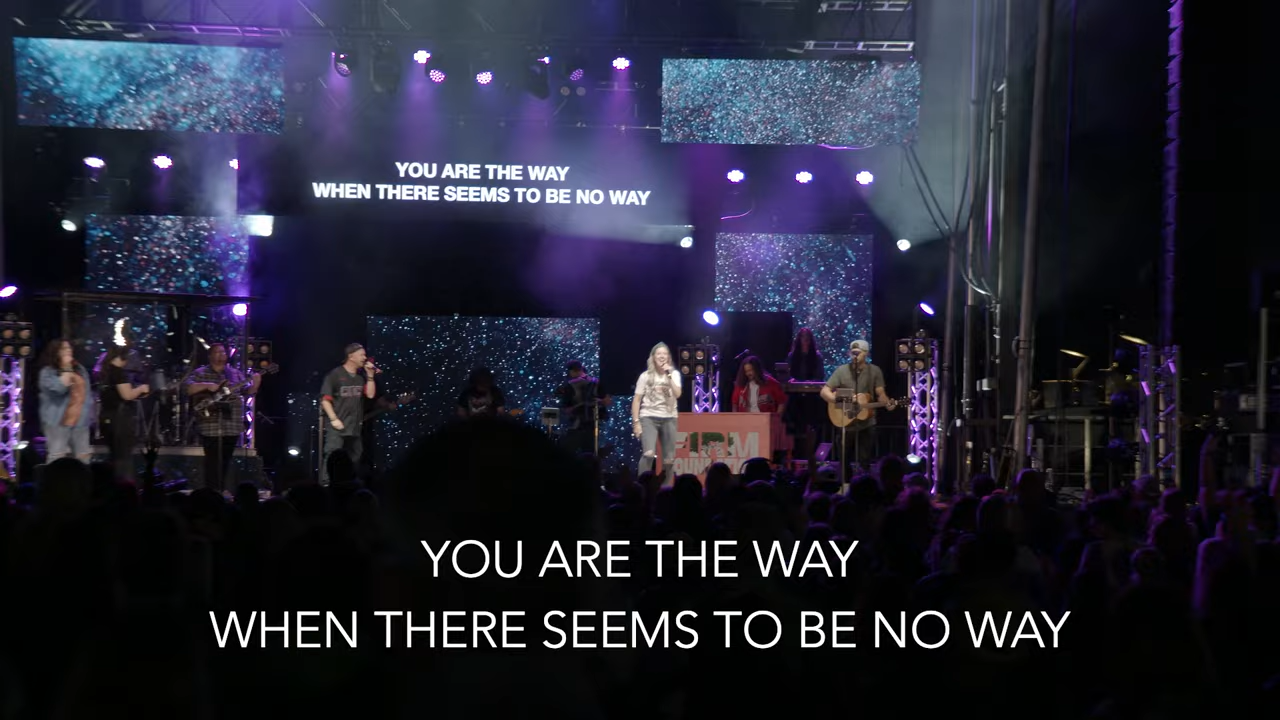 YOU ARE THE WAY
WHEN THERE SEEMS TO BE NO WAY
FIRM
YOU ARE THE WAY
WHEN THERE SEEMS TO BE NO WAY